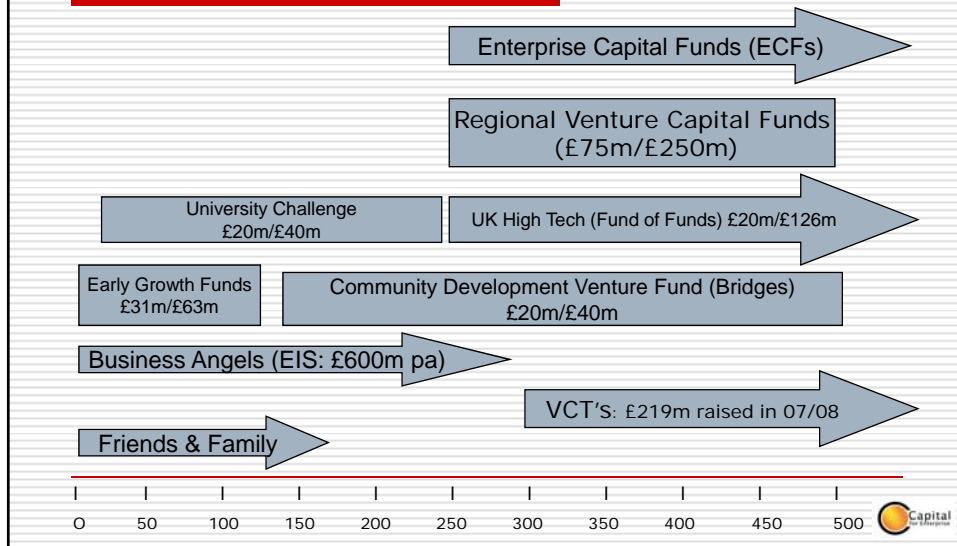 Enterprise Capital Funds (ECFs)
Regional Venture Capital Funds
(£75m/£250m)
University Challenge
£20m/£40m
UK High Tech (Fund of Funds) £20m/£126m
Early Growth Funds
£31m/£63m
Community Development Venture Fund (Bridges)
£20m/£40m
Business Angels (EIS: £600m pa)
VCT's: £219m raised in 07/08
Friends & Family
O 50 100 150 200 250 300 350 400 450 500
Capital
for Enterprise